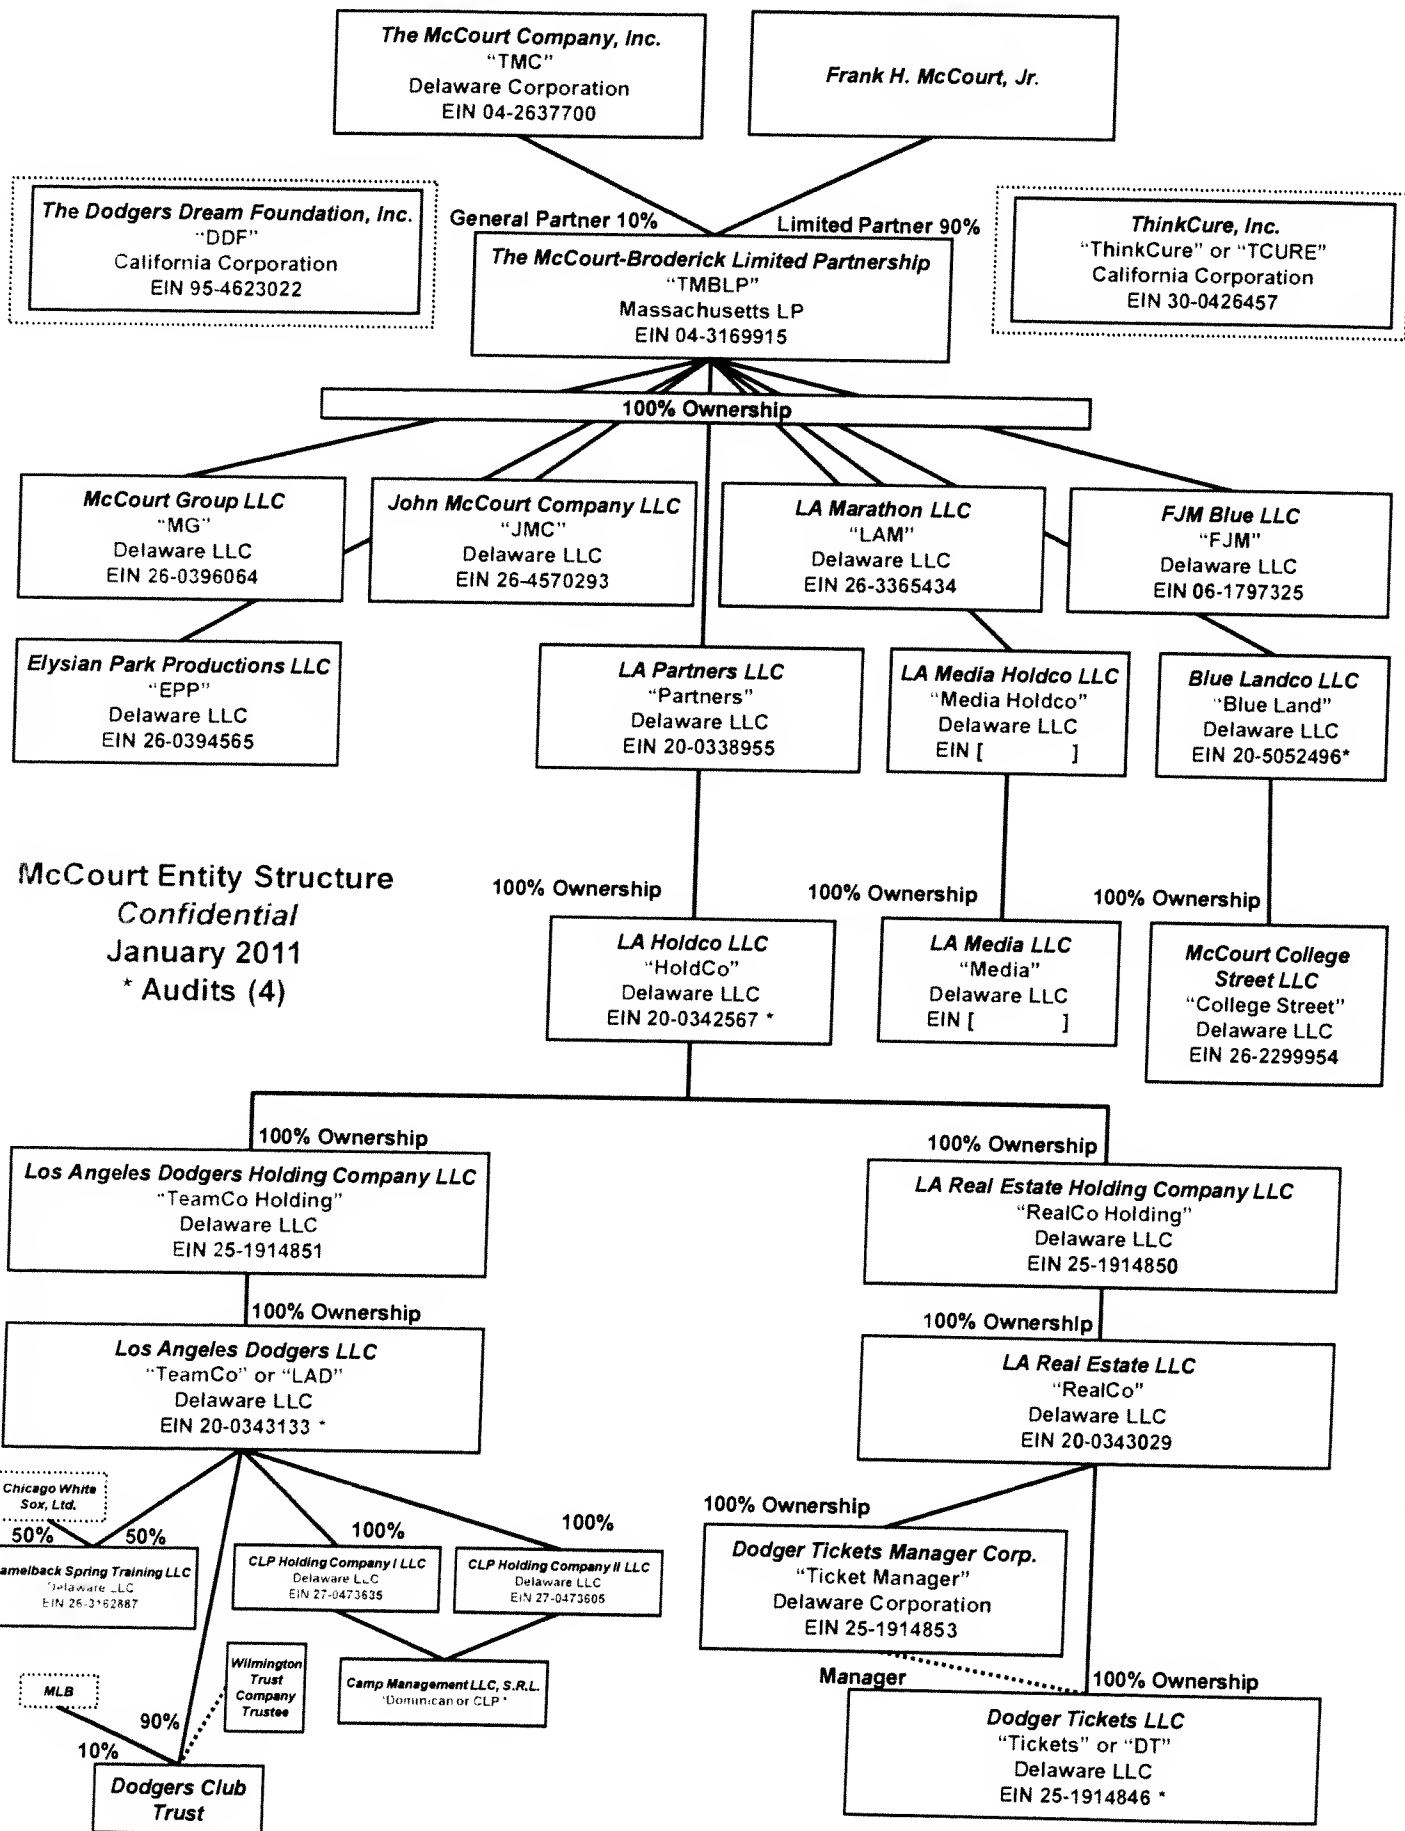 The McCourt Company, Inc.
“TMC”
Delaware Corporation
EIN 04-2637700
Frank H. McCourt, Jr.
The Dodgers Dream Foundation, Inc.
“DDF”
California Corporation
EIN 95-4623022
General Partner 10%
Limited Partner 90%
The McCourt-Broderick Limited Partnership
“TMBLP”
Massachusetts LP
EIN 04-3169915
ThinkCure, Inc.
“ThinkCure” or “TCURE”
California Corporation
EIN 30-0426457
100% Ownership
McCourt Group LLC
“MG”
Delaware LLC
EIN 26-0396064
John McCourt Company LLC
“JMC”
Delaware LLC
EIN 26-4570293
LA Marathon LLC
“LAM”
Delaware LLC
EIN 26-3365434
FJM Blue LLC
“FJM”
Delaware LLC
EIN 06-1797325
Elysian Park Productions LLC
“EPP”
Delaware LLC
EIN 26-0394565
LA Partners LLC
“Partners”
Delaware LLC
EIN 20-0338955
LA Media Holdco LLC
“Media Holdco”
Delaware LLC
EIN [ ]
Blue Landco LLC
“Blue Land”
Delaware LLC
EIN 20-5052496*
McCourt Entity Structure
Confidential
January 2011
* Audits (4)
100% Ownership
LA Holdco LLC
“HoldCo”
Delaware LLC
EIN 20-0342567 *
100% Ownership
LA Media LLC
“Media”
Delaware LLC
EIN [ ]
100% Ownership
McCourt College
Street LLC
“College Street”
Delaware LLC
EIN 26-2299954
100% Ownership
Los Angeles Dodgers Holding Company LLC
“TeamCo Holding”
Delaware LLC
EIN 25-1914851
100% Ownership
LA Real Estate Holding Company LLC
“RealCo Holding”
Delaware LLC
EIN 25-1914850
100% Ownership
Los Angeles Dodgers LLC
“TeamCo” or “LAD”
Delaware LLC
EIN 20-0343133 *
100% Ownership
LA Real Estate LLC
“RealCo”
Delaware LLC
EIN 20-0343029
Chicago White
Sox, Ltd.
50%
50%
amelback Spring Training LLC
Delaware LLC
EIN 26-3162887
100%
CLP Holding Company I LLC
Delaware LLC
EIN 27-0473635
100%
CLP Holding Company II LLC
Delaware LLC
EIN 27-0473605
100% Ownership
Dodger Tickets Manager Corp.
“Ticket Manager”
Delaware Corporation
EIN 25-1914853
MLB
10%
90%
Wilmington
Trust
Company
Trustee
Camp Management LLC, S.R.L.
“Dominican or CLP”
Dodgers Club
Trust
Manager
100% Ownership
Dodger Tickets LLC
“Tickets” or “DT”
Delaware LLC
EIN 25-1914846 *